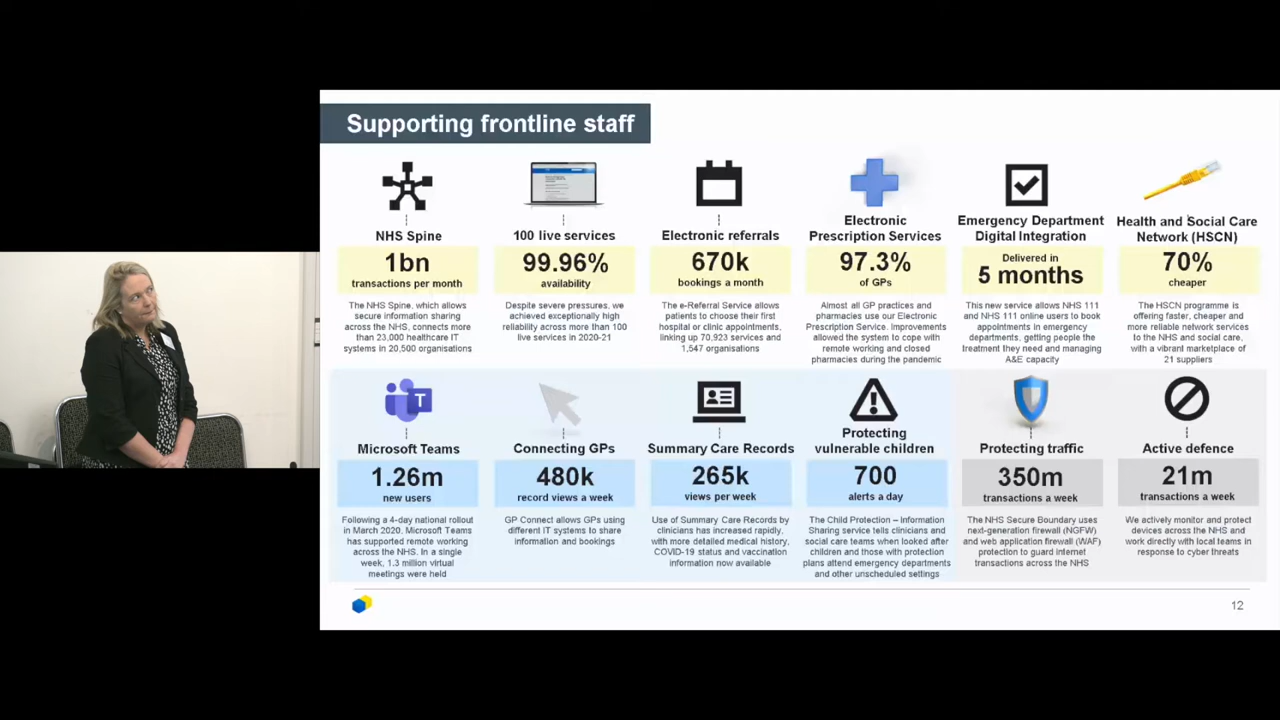 Supporting frontline staff
NHS Spine
1bn
transactions per month
The NHS Spine, which allows
secure information sharing
across the NHS, connects more
than 23,000 healthcare IT
systems in 20,500 organisations
100 live services
99.96%
availability
Despite severe pressures, we
achieved exceptionally high
reliability across more than 100
live services in 2020-21
Electronic referrals
670k
bookings a month
The e-Referral Service allows
patients to choose their first
hospital or clinic appointments,
linking up 70,923 services and
1,547 organisations
Electronic
Prescription Services
97.3%
of GPs
Almost all GP practices and
pharmacies use our Electronic
Prescription Service. Improvements
allowed the system to cope with
remote working and closed
pharmacies during the pandemic
Emergency Department
Digital Integration
Delivered in
5 months
This new service allows NHS 111
and NHS 111 online users to book
appointments in emergency
departments, getting people the
treatment they need and managing
A&E capacity
Health and Social Care
Network (HSCN)
70%
cheaper
The HSCN programme is
offering faster, cheaper and
more reliable network services
to the NHS and social care,
with a vibrant marketplace of
21 suppliers
T
Microsoft Teams
1.26m
new users
Following a 4-day national rollout
in March 2020, Microsoft Teams
has supported remote working
across the NHS. In a single
week, 1.3 million virtual
meetings were held
Connecting GPs
480k
record views a week
GP Connect allows GPs using
different IT systems to share
information and bookings
Summary Care Records
265k
views per week
Use of Summary Care Records by
clinicians has increased rapidly,
with more detailed medical history,
COVID-19 status and vaccination
information now available
Protecting
vulnerable children
700
alerts a day
The Child Protection – Information
Sharing service tells clinicians and
social care teams when looked after
children and those with protection
plans attend emergency departments
and other unscheduled settings
Protecting traffic
350m
transactions a week
The NHS Secure Boundary uses
next-generation firewall (NGFW)
and web application firewall (WAF)
protection to guard internet
transactions across the NHS
Active defence
21m
transactions a week
We actively monitor and protect
devices across the NHS and
work directly with local teams in
response to cyber threats
12